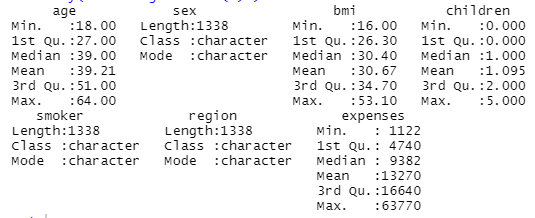 age sex bmi children
Min. :18.00 Length:1338 Min. :16.00 Min. :0.000
1st Qu.:27.00 Class :character 1st Qu.:26.30 1st Qu.:0.000
Median :39.00 Mode :character Median :30.40 Median :1.000
Mean :39.21 Mean :30.67 Mean :1.095
3rd Qu.:51.00 3rd Qu.:34.70 3rd Qu.:2.000
Max. :64.00 Max. :53.10 Max. :5.000
smoker region expenses
Length:1338 Length:1338 Min. : 1122
Class :character Class :character 1st Qu.: 4740
Mode :character Mode :character Median : 9382
Mean :13270
3rd Qu.:16640
Max. :63770